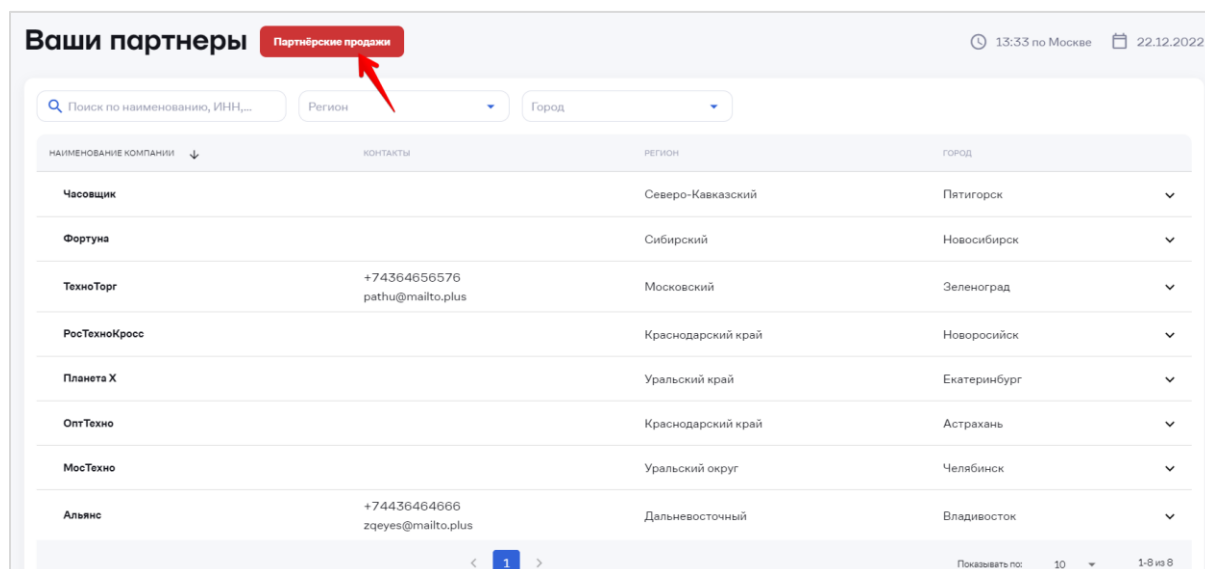 Ваши партнеры Партнёрские продажи 13:33 по Москве 22.12.2022
Поиск по наименованию, ИНН,... Регион Город
НАИМЕНОВАНИЕ КОМПАНИИ КОНТАКТЫ РЕГИОН ГОРОД
Часовщик Северо-Кавказский Пятигорск
Фортуна Сибирский Новосибирск
+74364656576
ТехноТорг Московский Зеленоград
pathu@mailto.plus
РосТехноКросс Краснодарский край Новоросийск
Планета Х Уральский край Екатеринбург
ОптТехно Краснодарский край Астрахань
МосТехно Уральский округ Челябинск
+74436464666
Альянс Дальневосточный Владивосток
zqeyes@mailto.plus
1 Показывать по: 10 1-8 из 8